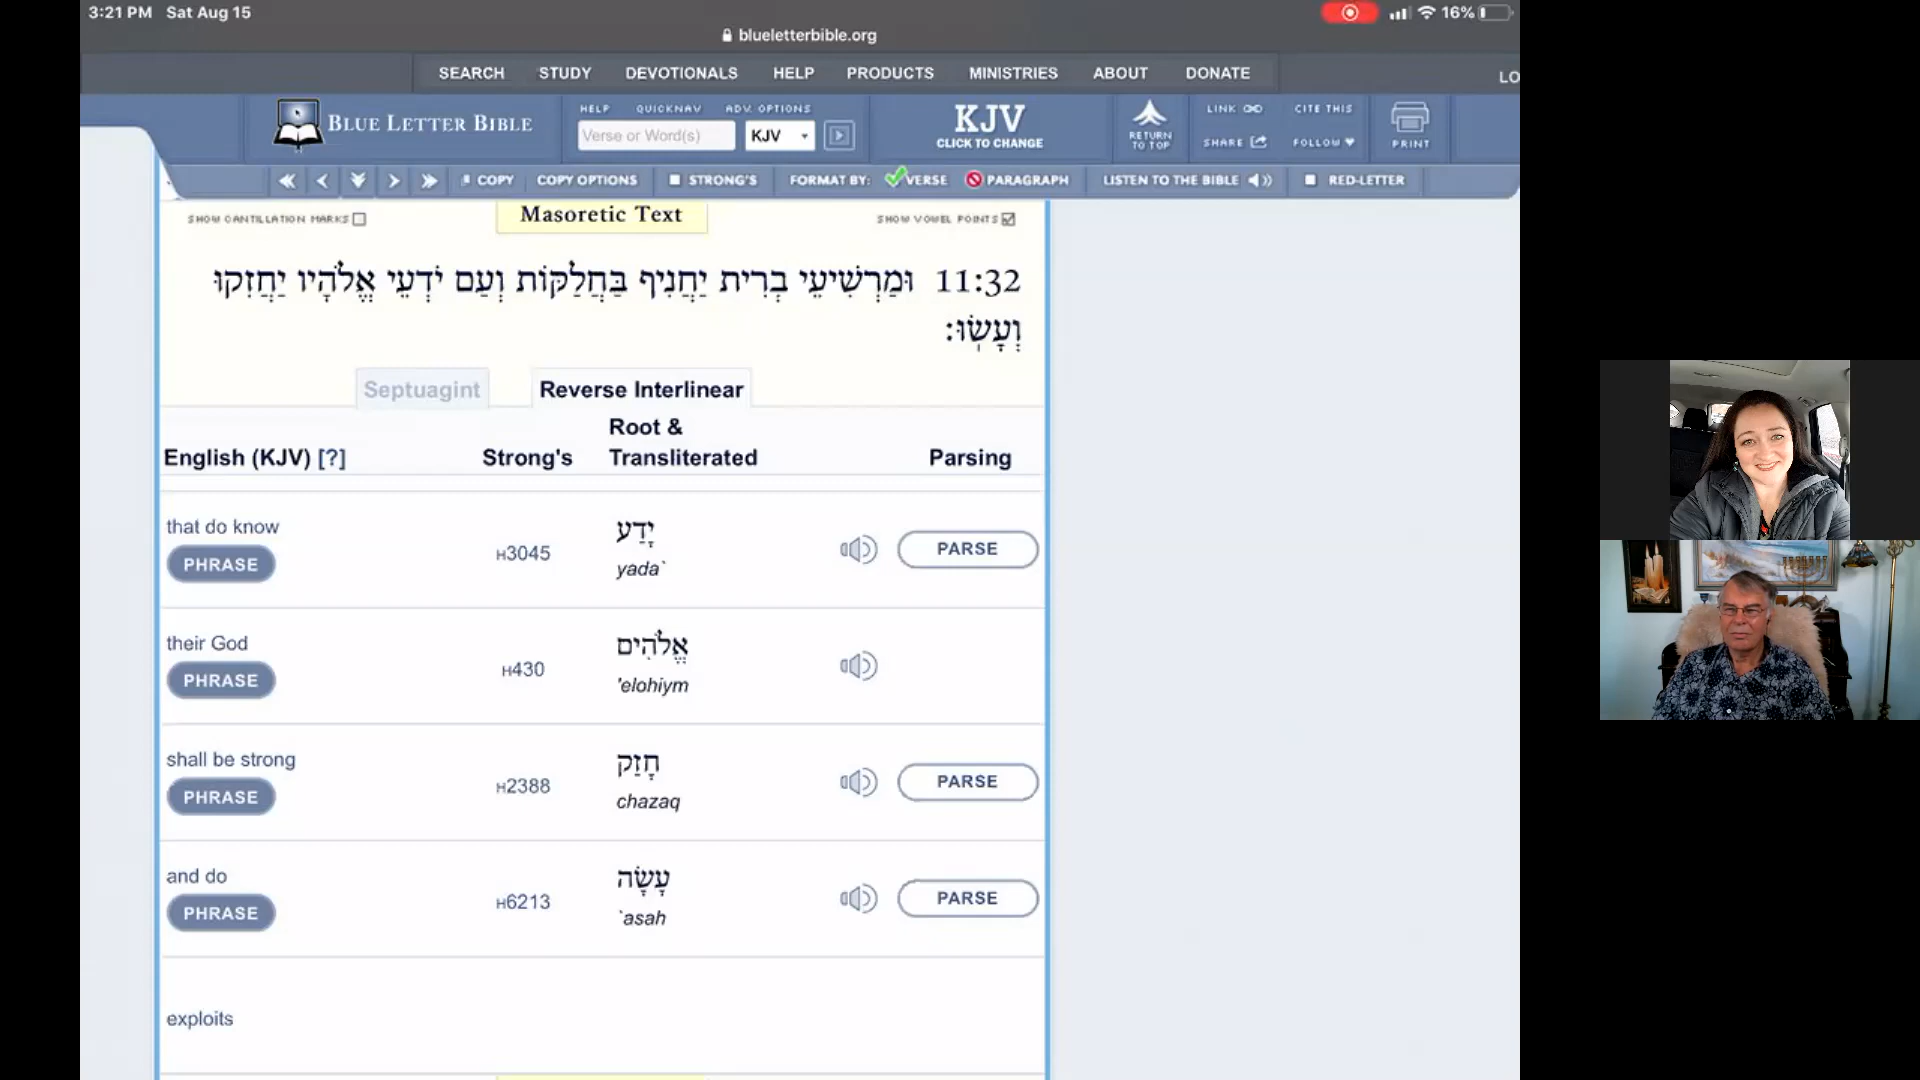 3:21 PM Sat Aug 15
16%
blueletterbible.org
SEARCH STUDY DEVOTIONALS HELP PRODUCTS MINISTRIES ABOUT DONATE LO
BLUE LETTER BIBLE
HELP QUICKNAV ADV. OPTIONS
Verse or Word(s) KJV
KJV
CLICK TO CHANGE
RETURN
TO TOP
LINK CITE THIS
SHARE FOLLOW
PRINT
COPY COPY OPTIONS STRONG'S FORMAT BY: VERSE PARAGRAPH LISTEN TO THE BIBLE RED-LETTER
SHOW CANTILLATION MARKS Masoretic Text SHOW VOWEL POINTS
11:32 וּמַרְשִׁיעֵי בְרִית יַחֲנִיף בַּחֲלַקּוֹת וְעַם יֹדְעֵי אֱלֹהָיו יַחֲזִקוּ
וְעָשֽׂוּ׃
Septuagint Reverse Interlinear
English (KJV) [?] Strong's Root &
Transliterated Parsing
that do know
PHRASE
H3045
יָדַע
yada`
PARSE
their God
PHRASE
H430
אֱלֹהִים
'elohiym
shall be strong
PHRASE
H2388
חָזַק
chazaq
PARSE
and do
PHRASE
H6213
עָשָׂה
`asah
PARSE
exploits